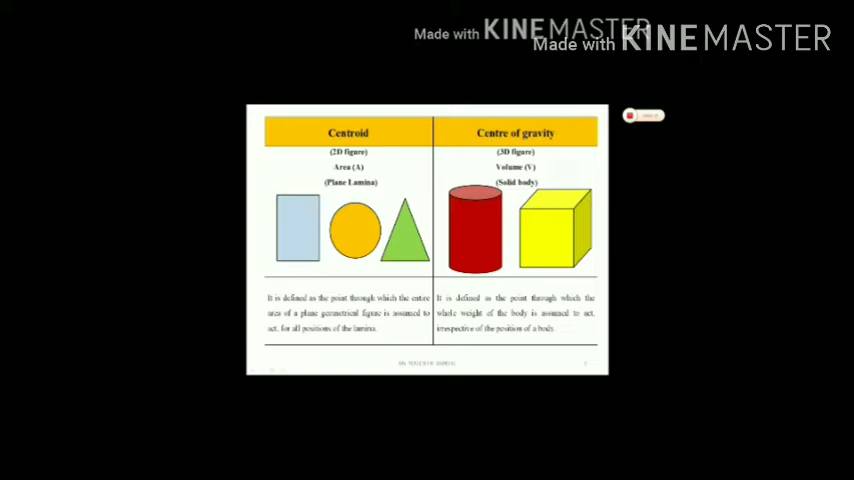 Made with KINEMASTER
Made with KINEMASTER
Centroid
(2D figure)
Area (A)
(Plane Lamina)
It is defined as the point through which the entire
area of a plane geometrical figure is assumed to
act, for all positions of the lamina.
Centre of gravity
(3D figure)
Volume (V)
(Solid body)
It is defined as the point through which the
whole weight of the body is assumed to act,
irrespective of the position of a body.